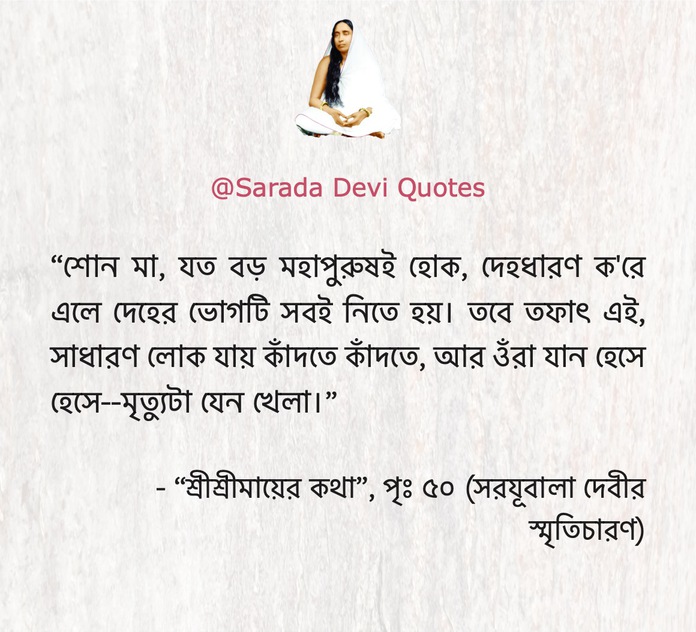 @Sarada Devi Quotes
“শোন মা, যত বড় মহাপুরুষই হোক, দেহধারণ ক'রে
এলে দেহের ভোগটি সবই নিতে হয়। তবে তফাৎ এই,
সাধারণ লোক যায় কাঁদতে কাঁদতে, আর ওঁরা যান হেসে
হেসে--মৃত্যুটা যেন খেলা।”
- “শ্রীশ্রীমায়ের কথা”, পৃঃ ৫০ (সরযূবালা দেবীর
স্মৃতিচারণ)